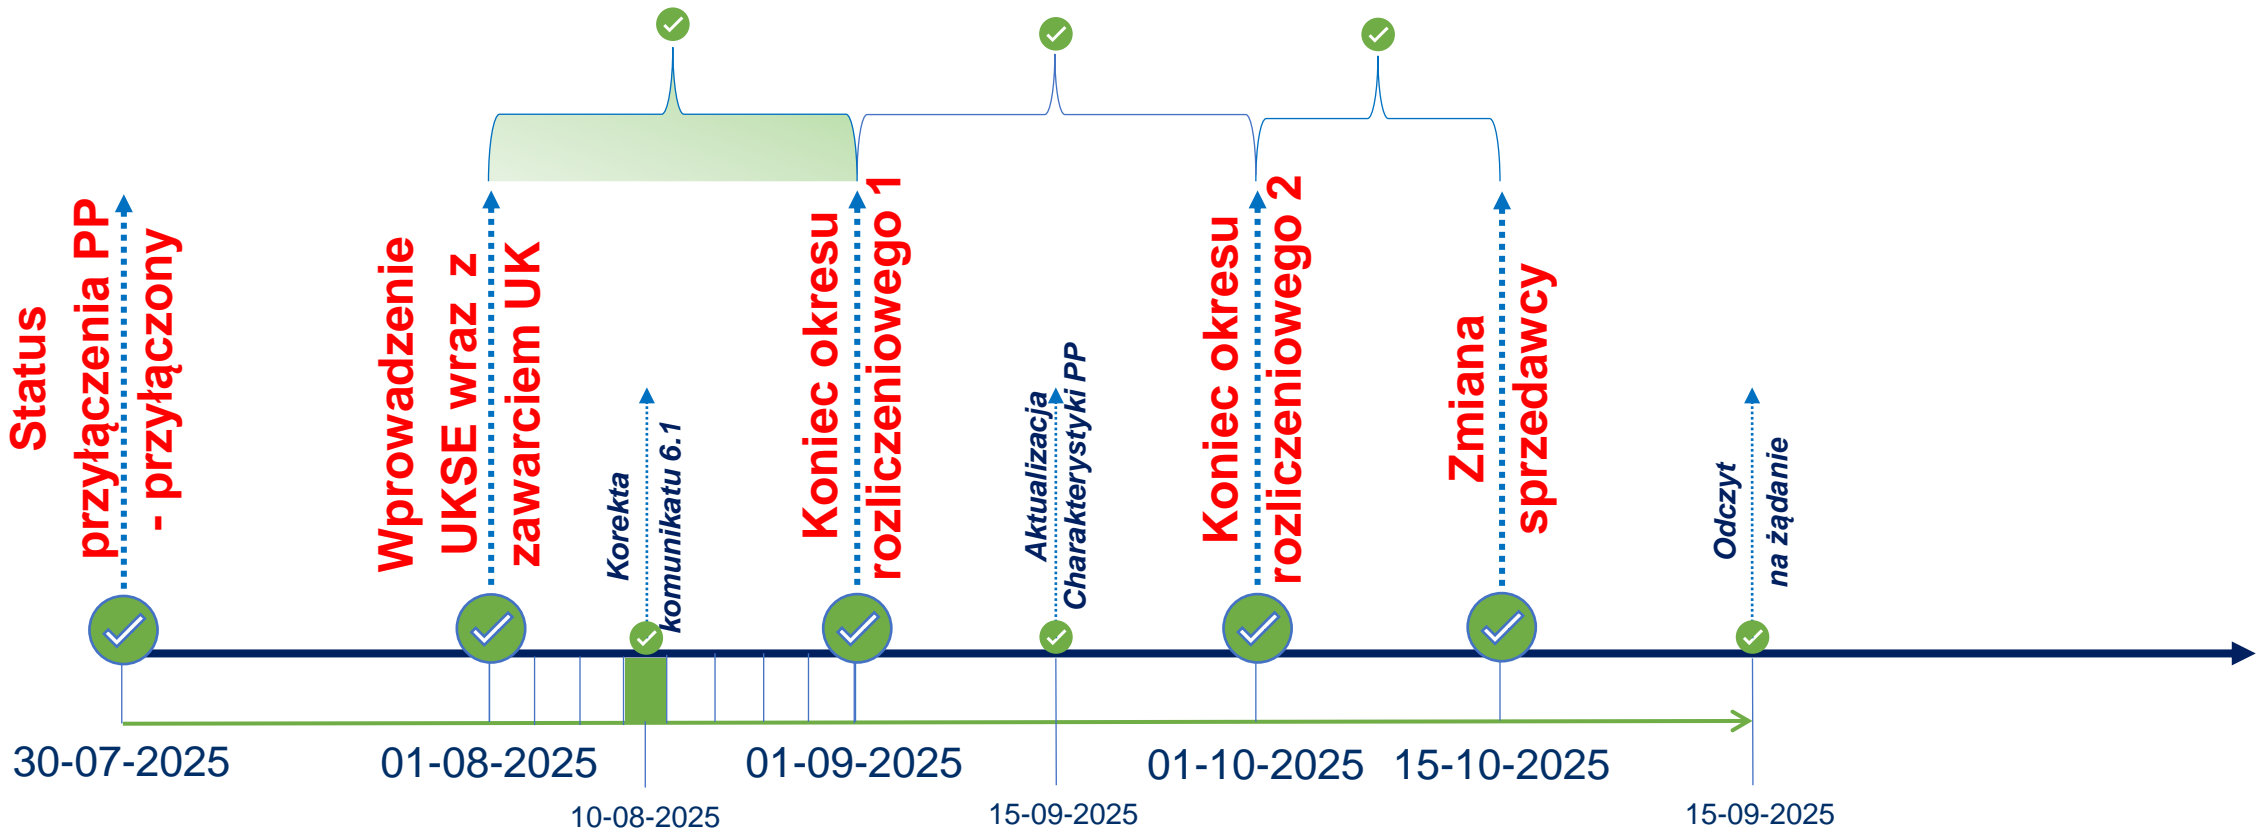 Status
przyłączenia PP
- przyłączony
Wprowadzenie
UKSE wraz z
zawarciem UK
Korekta
komunikatu 6.1
Koniec okresu
rozliczeniowego 1
Aktualizacja
Charakterystyki PP
Koniec okresu
rozliczeniowego 2
Zmiana
sprzedawcy
Odczyt
na żądanie
30-07-2025
01-08-2025
01-09-2025
01-10-2025
15-10-2025
10-08-2025
15-09-2025
15-09-2025